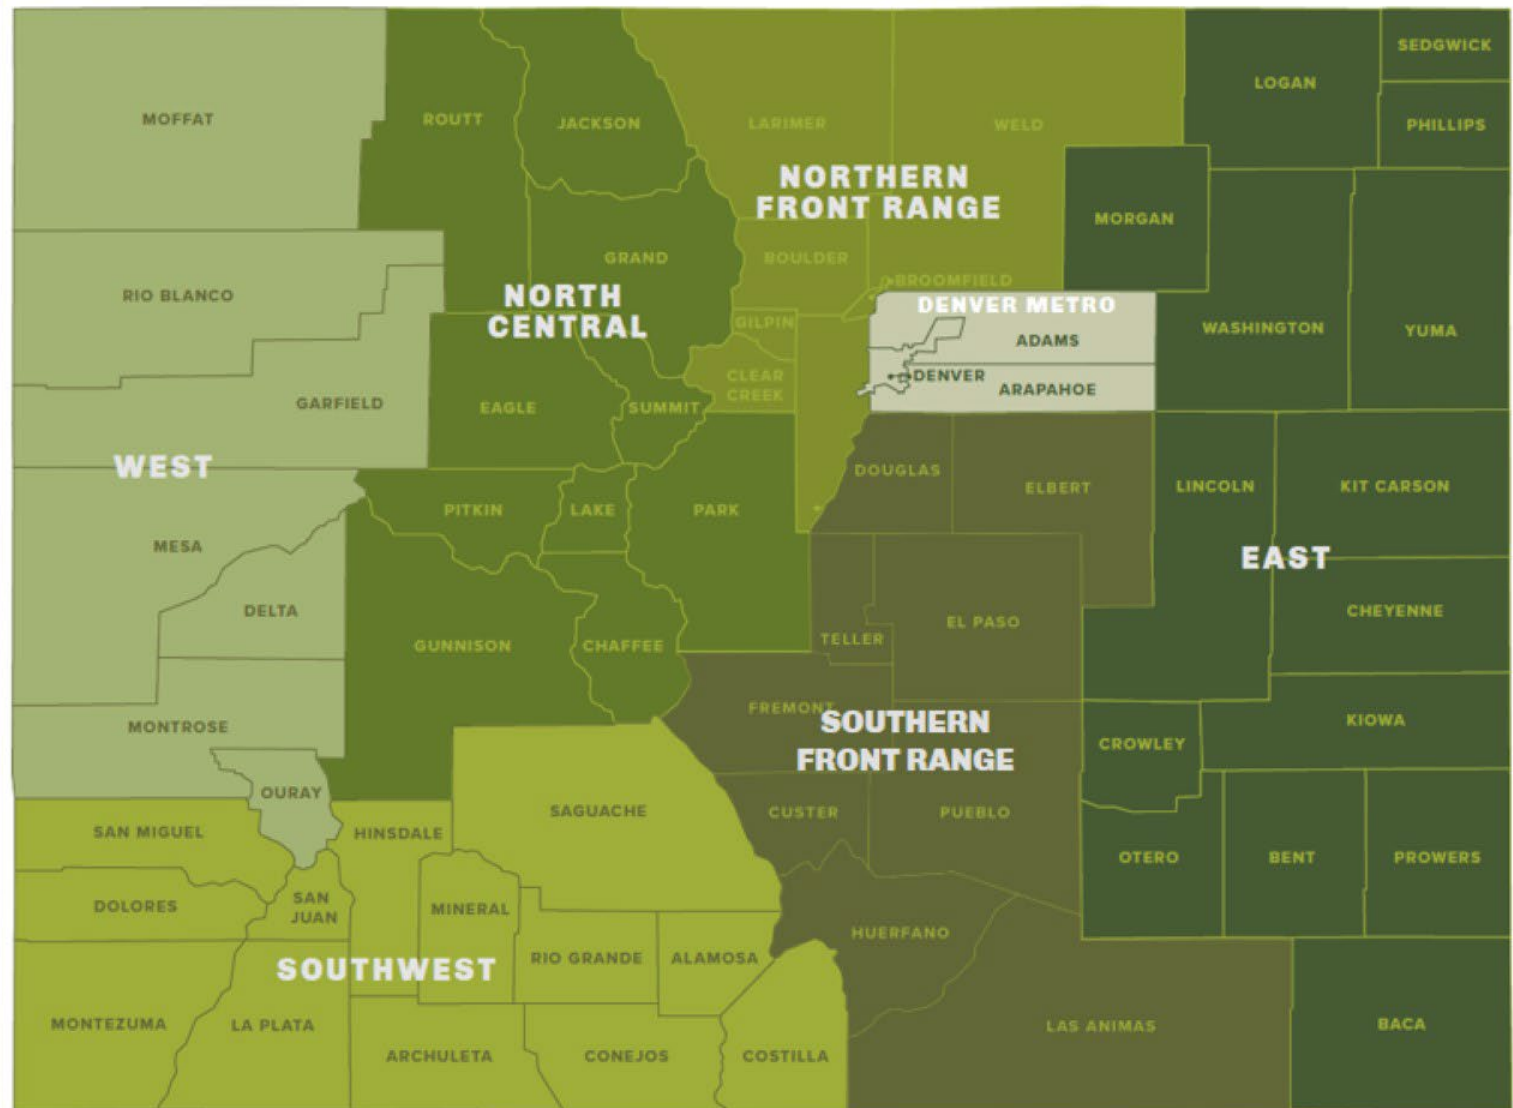 SEDGWICK
LOGAN
MOFFAT
ROUTT
JACKSON
LARIMER
WELD
PHILLIPS
NORTHERN
FRONT RANGE
MORGAN
GRAND
BOULDER
BROOMFIELD
RIO BLANCO
NORTH
CENTRAL
DENVER METRO
GILPIN
ADAMS
WASHINGTON
YUMA
CLEAR
CREEK
DENVER
ARAPAHOE
GARFIELD
EAGLE
SUMMIT
WEST
DOUGLAS
ELBERT
LINCOLN
KIT CARSON
PITKIN
LAKE
PARK
MESA
EAST
DELTA
CHEYENNE
GUNNISON
CHAFFEE
TELLER
EL PASO
FREMONT
MONTROSE
SOUTHERN
FRONT RANGE
KIOWA
CROWLEY
OURAY
SAN MIGUEL
HINSDALE
SAGUACHE
CUSTER
PUEBLO
OTERO
BENT
PROWERS
DOLORES
SAN
JUAN
MINERAL
HUERFANO
SOUTHWEST
RIO GRANDE
ALAMOSA
MONTEZUMA
LA PLATA
ARCHULETA
CONEJOS
COSTILLA
LAS ANIMAS
BACA